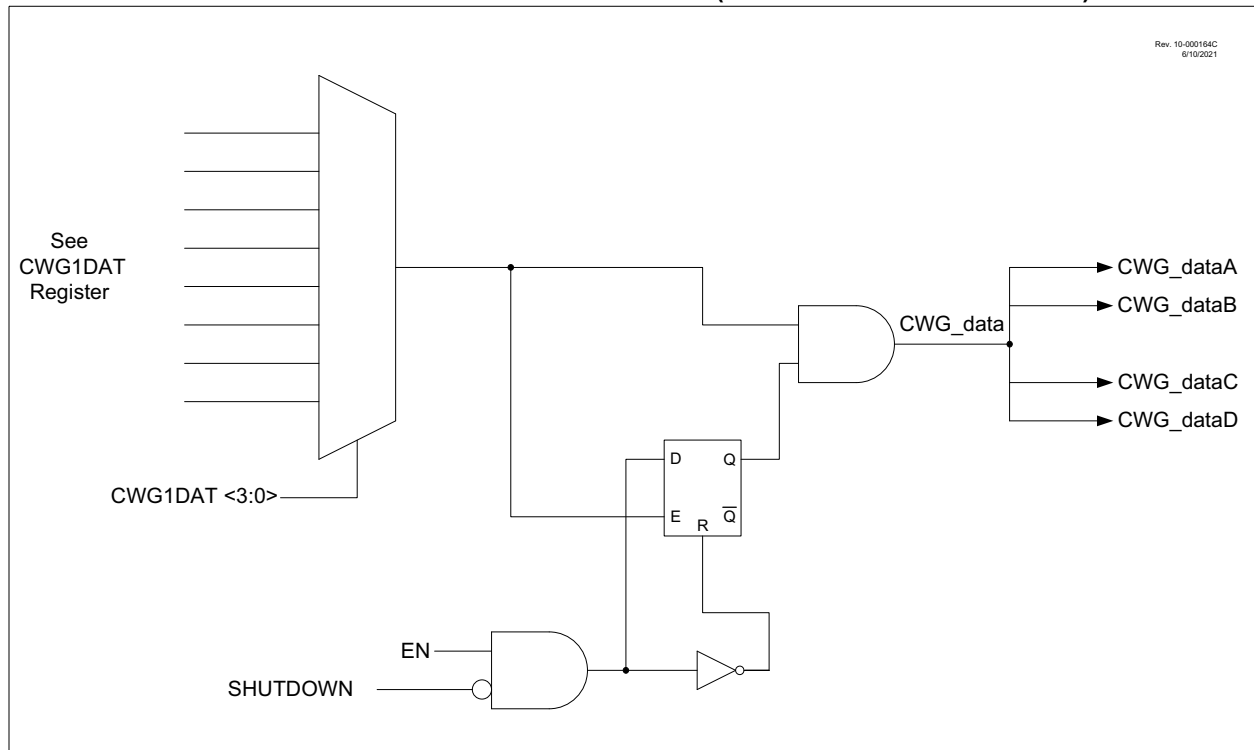 Rev. 10-000164C
6/10/2021
See
CWG1DAT
Register
CWG1DAT <3:0>
CWG_data
CWG_dataA
CWG_dataB
CWG_dataC
CWG_dataD
D
Q
E
R
Q̅
EN
SHUTDOWN